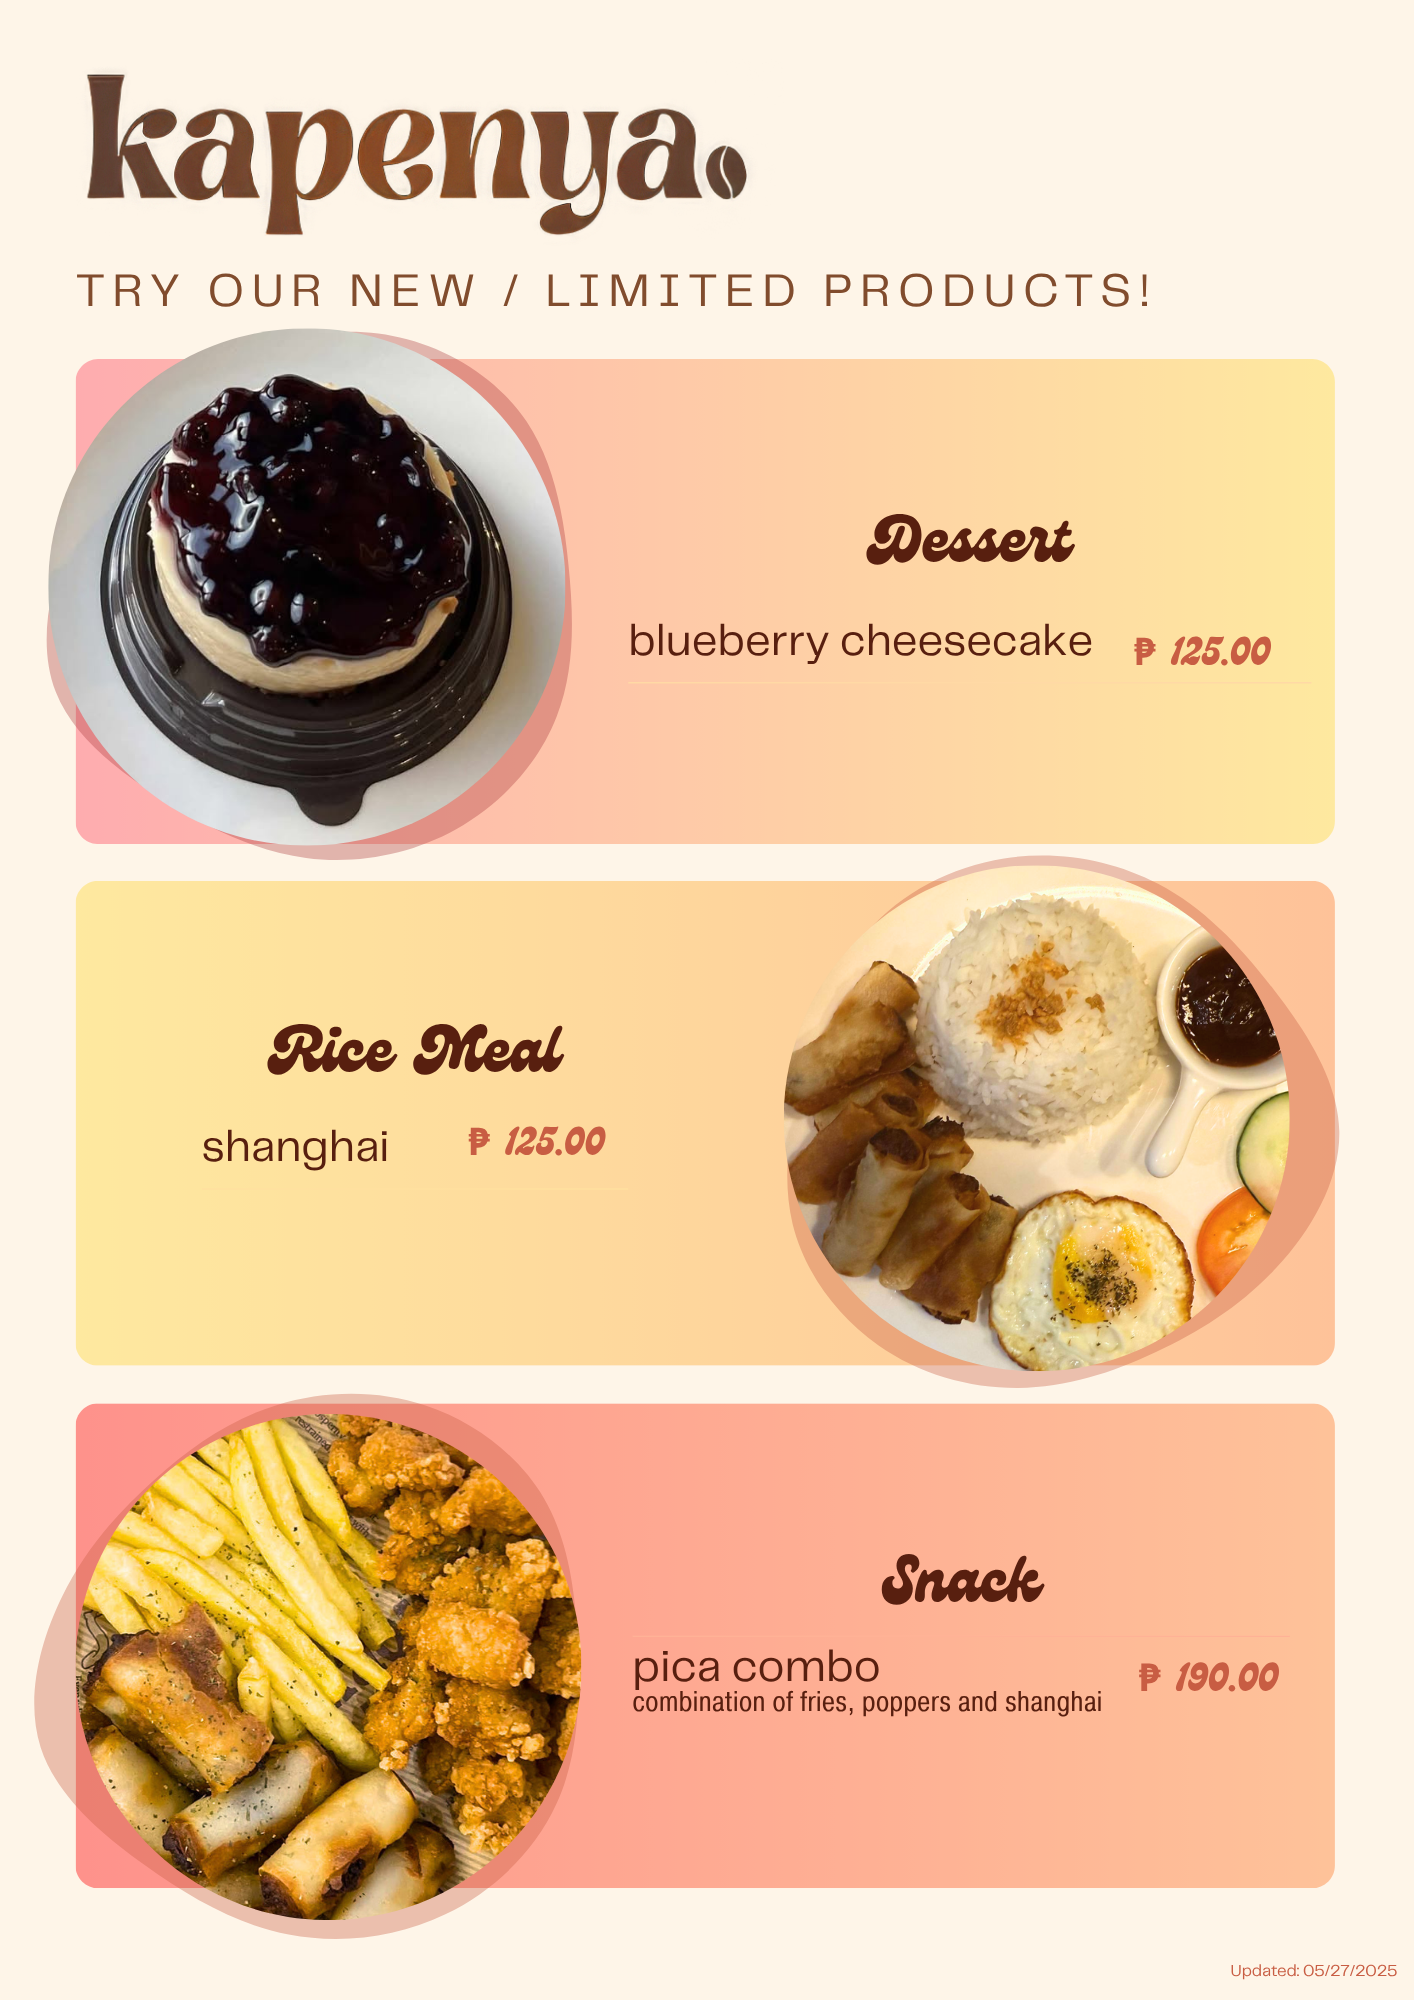 kapenya
TRY OUR NEW / LIMITED PRODUCTS!
Dessert
blueberry cheesecake ₱ 125.00
Rice Meal
shanghai ₱ 125.00
Snack
pica combo ₱ 190.00
combination of fries, poppers and shanghai
Updated: 05/27/2025